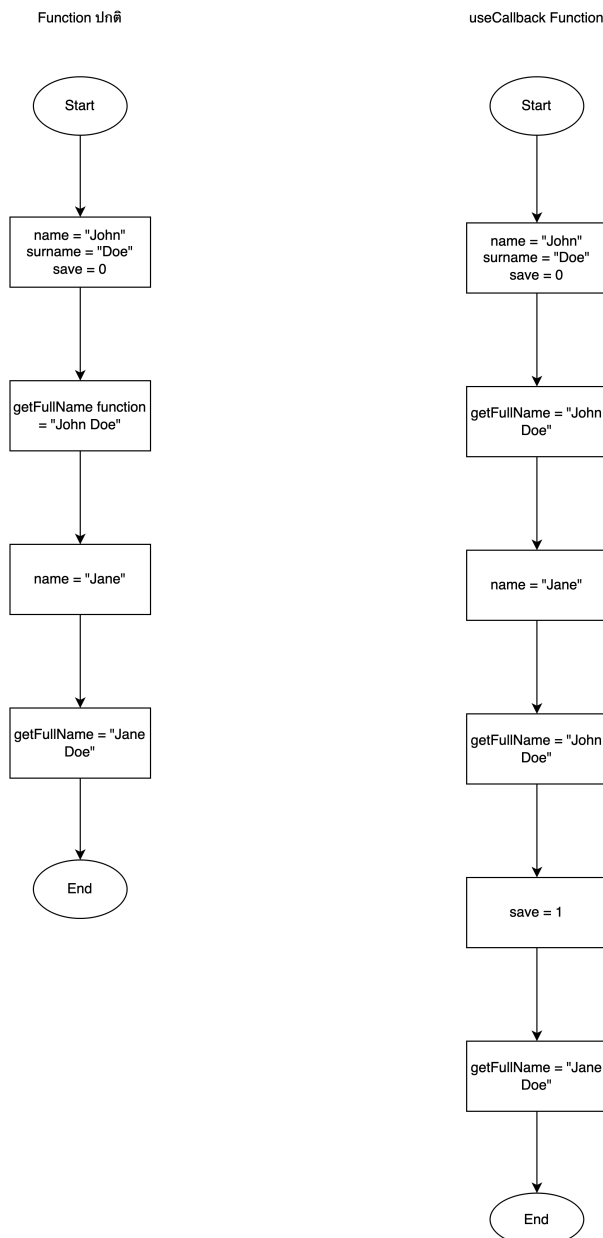 Function ปกติ
Start
name = "John"
surname = "Doe"
save = 0
getFullName function
= "John Doe"
name = "Jane"
getFullName = "Jane
Doe"
End
useCallback Function
Start
name = "John"
surname = "Doe"
save = 0
getFullName = "John
Doe"
name = "Jane"
getFullName = "John
Doe"
save = 1
getFullName = "Jane
Doe"
End